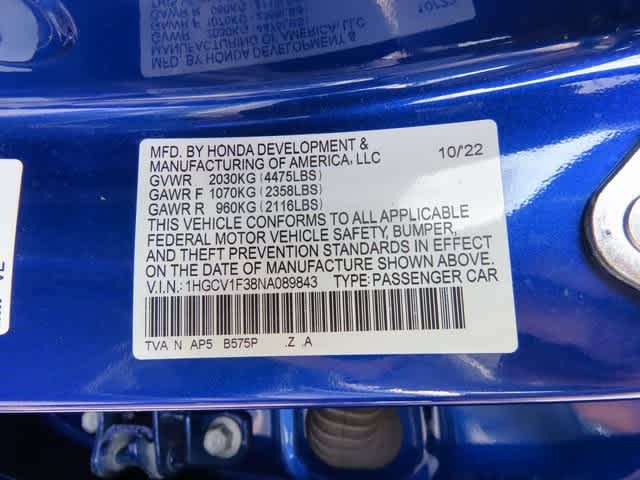 MFD. BY HONDA DEVELOPMENT &
MANUFACTURING OF AMERICA, LLC 10/22
GVWR 2030KG (4475LBS)
GAWR F 1070KG (2358LBS)
GAWR R 960KG (2116LBS)
THIS VEHICLE CONFORMS TO ALL APPLICABLE
FEDERAL MOTOR VEHICLE SAFETY, BUMPER,
AND THEFT PREVENTION STANDARDS IN EFFECT
ON THE DATE OF MANUFACTURE SHOWN ABOVE.
V.I.N.: 1HGCV1F38NA089843 TYPE: PASSENGER CAR
TVA N AP5 B575P .Z .A